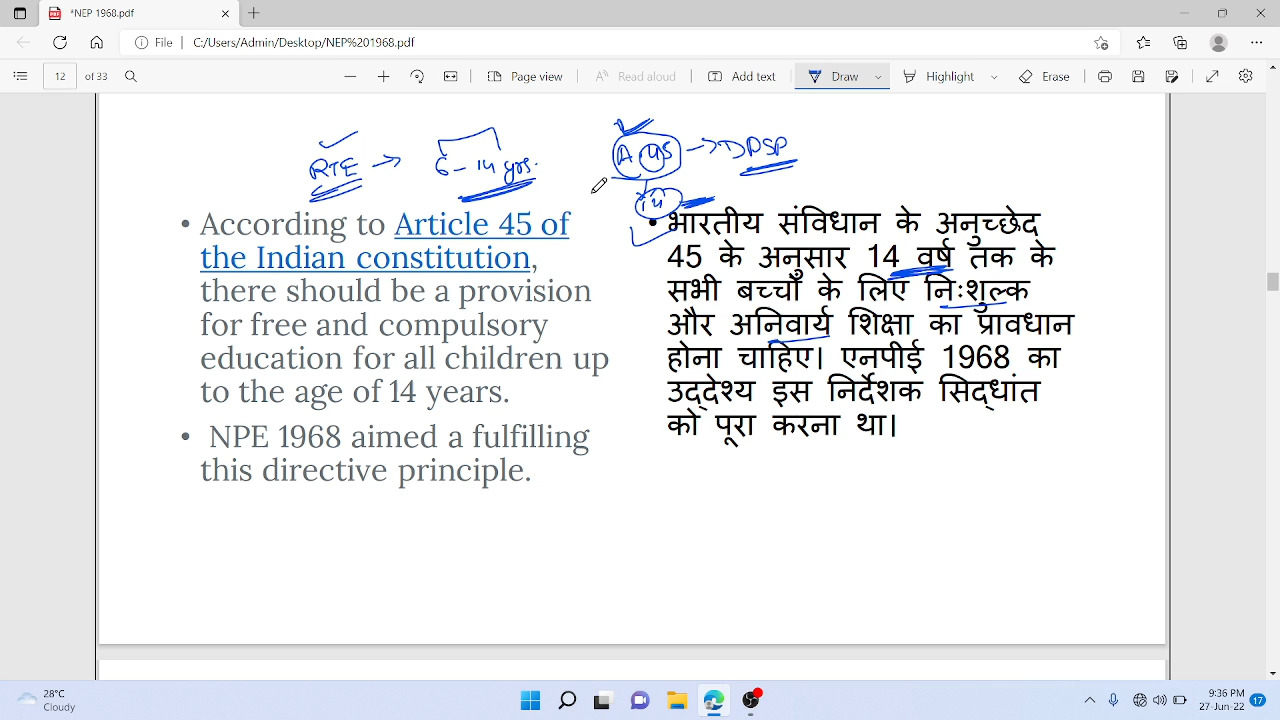 *NEP 1968.pdf
File
C:/Users/Admin/Desktop/NEP%201968.pdf
12 of 33
Page view
Read aloud
Add text
Draw
Highlight
Erase
RTE → 6-14 yrs.
A 45 → DPSP
14
• According to Article 45 of
the Indian constitution,
there should be a provision
for free and compulsory
education for all children up
to the age of 14 years.
• NPE 1968 aimed a fulfilling
this directive principle.
• भारतीय संविधान के अनुच्छेद
45 के अनुसार 14 वर्ष तक के
सभी बच्चों के लिए निःशुल्क
और अनिवार्य शिक्षा का प्रावधान
होना चाहिए। एनपीई 1968 का
उद्देश्य इस निर्देशक सिद्धांत
को पूरा करना था।
28°C
Cloudy
9:36 PM
27-Jun-22
17